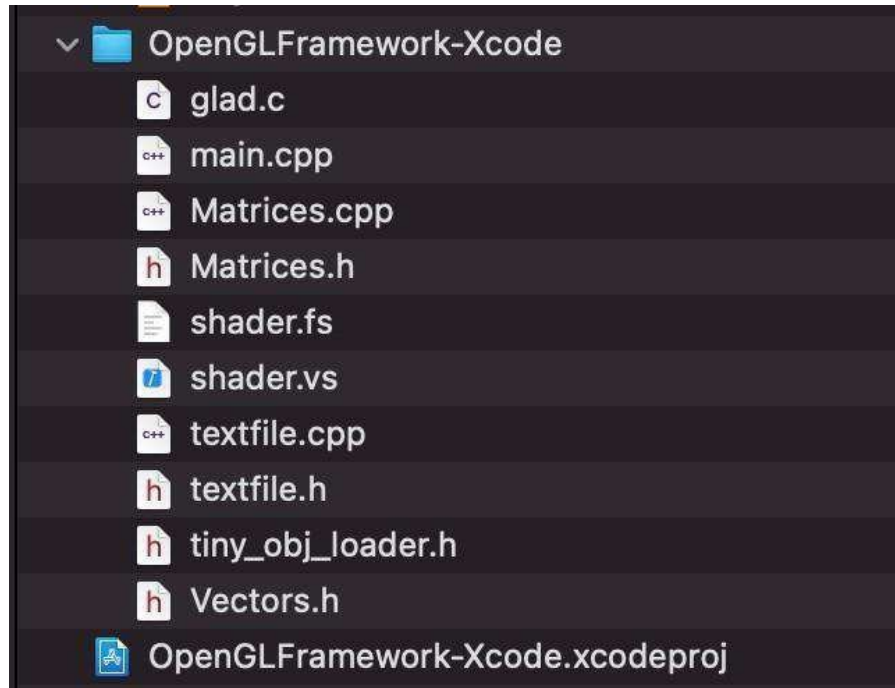 OpenGLFramework-Xcode
C glad.c
C++ main.cpp
C++ Matrices.cpp
h Matrices.h
shader.fs
shader.vs
C++ textfile.cpp
h textfile.h
h tiny_obj_loader.h
h Vectors.h
OpenGLFramework-Xcode.xcodeproj